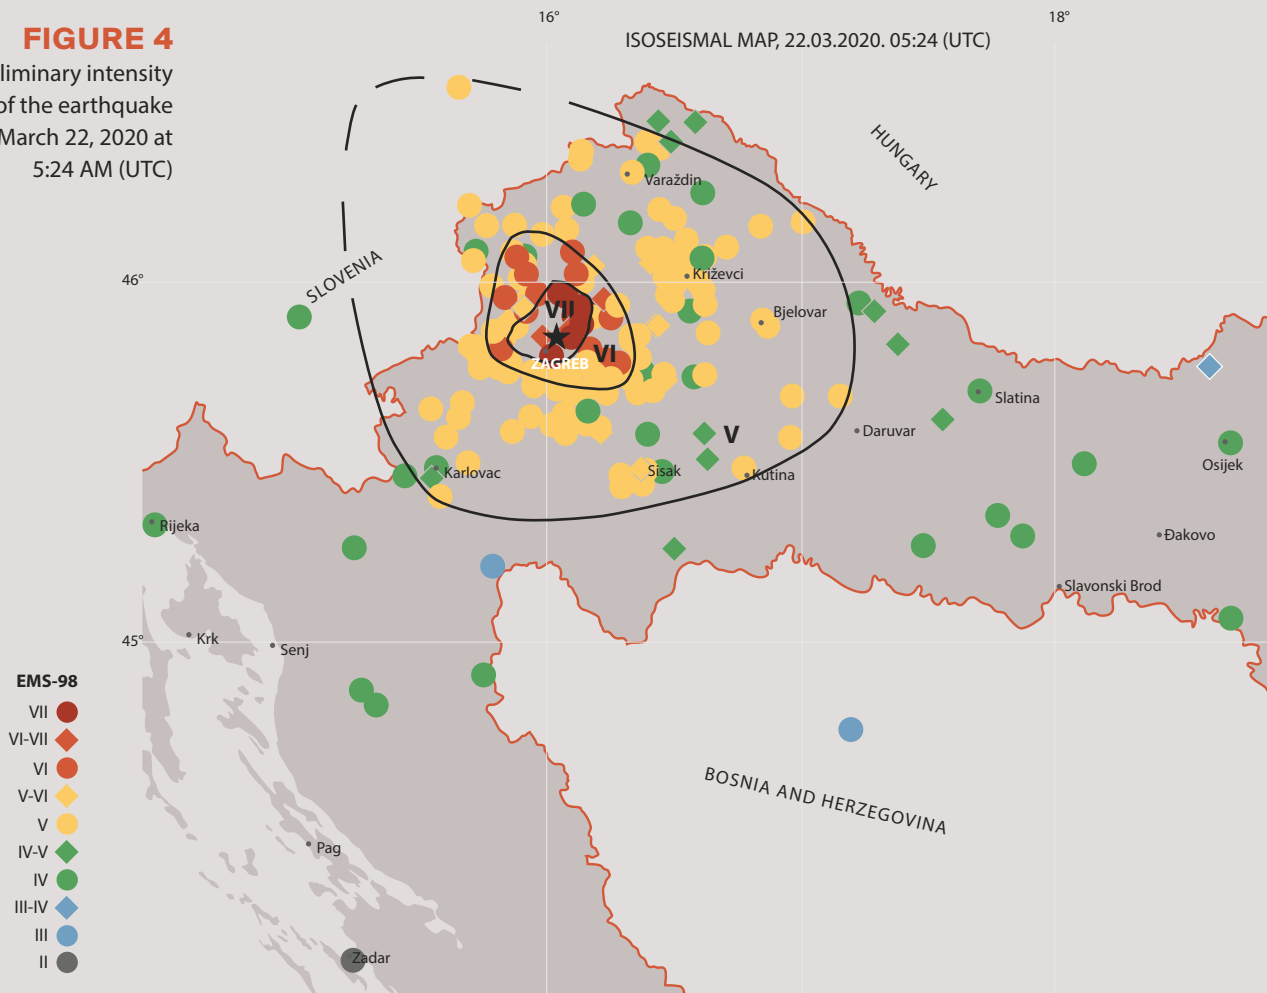 FIGURE 4
liminary intensity
of the earthquake
March 22, 2020 at
5:24 AM (UTC)
16°
18°
ISOSEISMAL MAP, 22.03.2020. 05:24 (UTC)
HUNGARY
Varaždin
SLOVENIA
46°
Križevci
VII
Bjelovar
VI
ZAGREB
Slatina
V
Daruvar
Osijek
Karlovac
Sisak
Kutina
Rijeka
Đakovo
Slavonski Brod
45°
Krk
Senj
BOSNIA AND HERZEGOVINA
Pag
Zadar
EMS-98
VII
VI-VII
VI
V-VI
V
IV-V
IV
III-IV
III
II